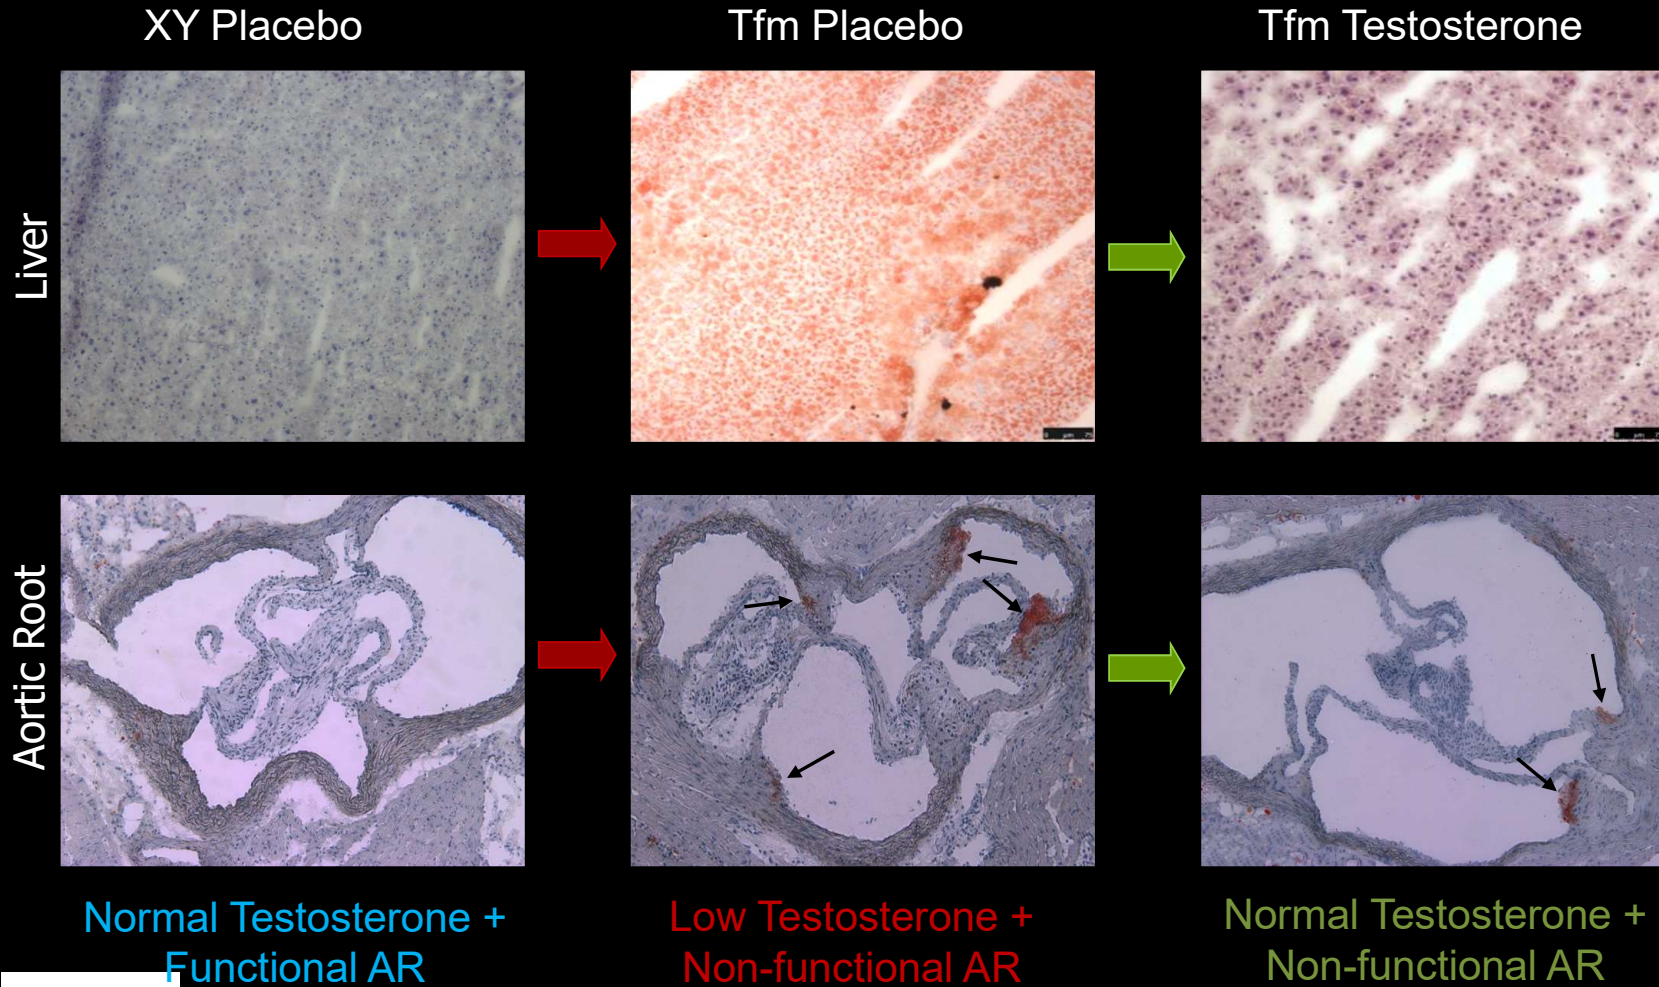 XY Placebo
Tfm Placebo
Tfm Testosterone
Liver
Aortic Root
Normal Testosterone +
Functional AR
Low Testosterone +
Non-functional AR
Normal Testosterone +
Non-functional AR